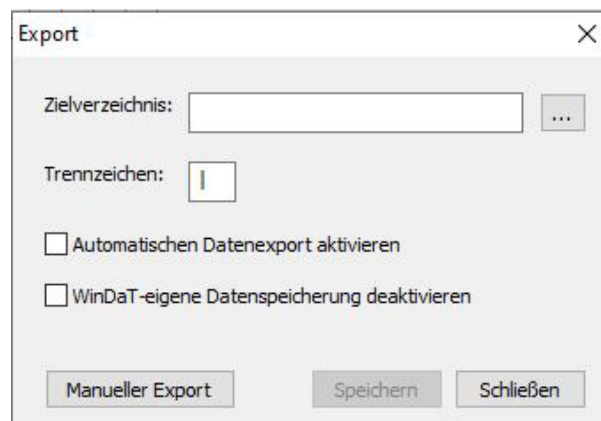 Export
Zielverzeichnis:
...
Trennzeichen:
Automatischen Datenexport aktivieren
WinDaT-eigene Datenspeicherung deaktivieren
Manueller Export Speichern Schließen